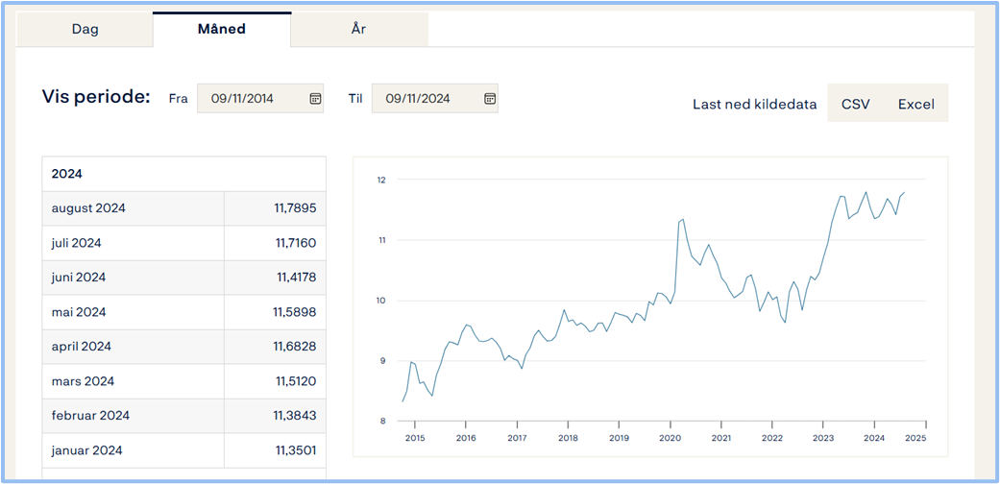 Dag Måned År
Vis periode: Fra 09/11/2014 Til 09/11/2024
Last ned kildedata CSV Excel
2024
august 2024 11,7895
juli 2024 11,7160
juni 2024 11,4178
mai 2024 11,5898
april 2024 11,6828
mars 2024 11,5120
februar 2024 11,3843
januar 2024 11,3501
12
11
10
9
8
2015 2016 2017 2018 2019 2020 2021 2022 2023 2024 2025